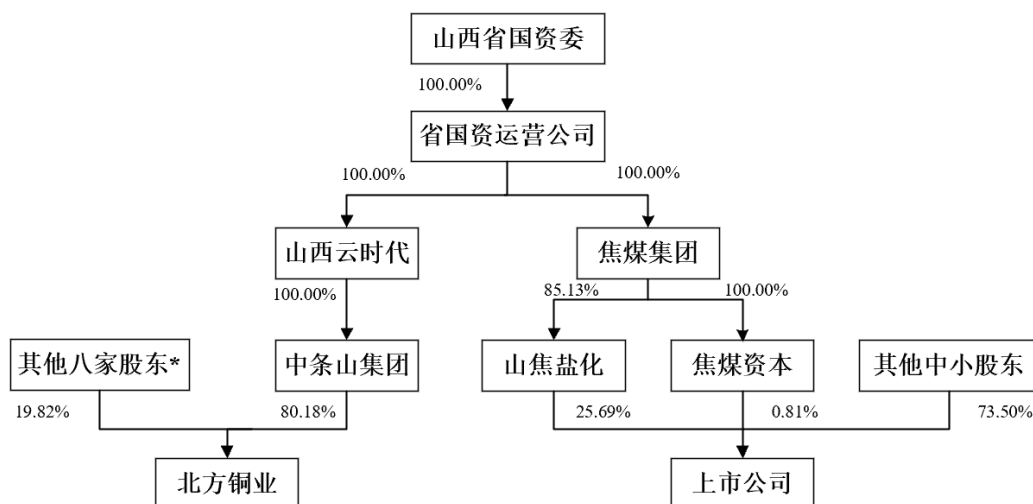 山西省国资委
100.00%
省国资运营公司
100.00%
100.00%
山西云时代
焦煤集团
100.00%
85.13%
100.00%
其他八家股东*
中条山集团
山焦盐化
焦煤资本
其他中小股东
19.82%
80.18%
25.69%
0.81%
73.50%
北方铜业
上市公司